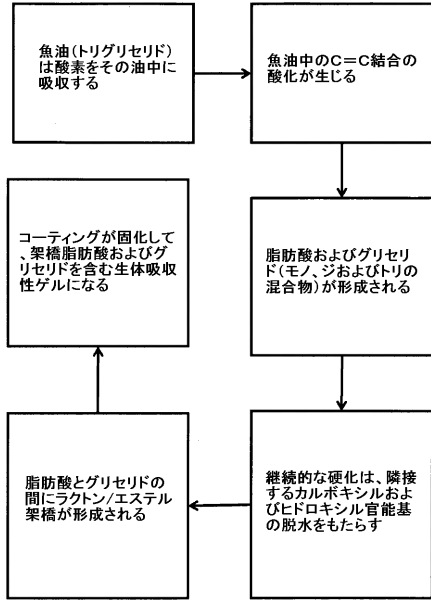 魚油(トリグリセリド)
は酸素をその油中に
吸収する
魚油中のC=C結合の
酸化が生じる
脂肪酸およびグリセリ
ド(モノ、ジおよびトリの
混合物)が形成される
継続的な硬化は、隣接
するカルボキシルおよ
びヒドロキシル官能基
の脱水をもたらす
脂肪酸とグリセリドの
間にラクトン/エステル
架橋が形成される
コーティングが固化して
、架橋脂肪酸およびグ
リセリドを含む生体吸収
性ゲルになる